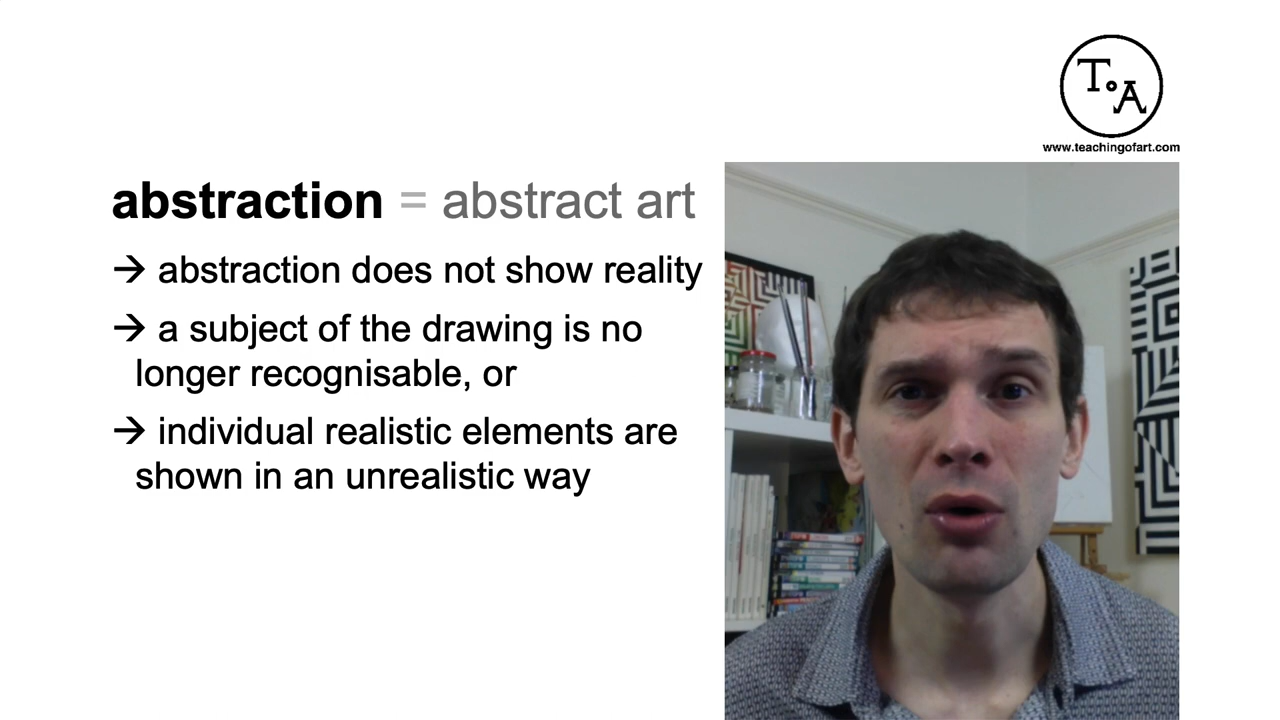 T.A
www.teachingofart.com
abstraction = abstract art
→ abstraction does not show reality
→ a subject of the drawing is no
longer recognisable, or
→ individual realistic elements are
shown in an unrealistic way